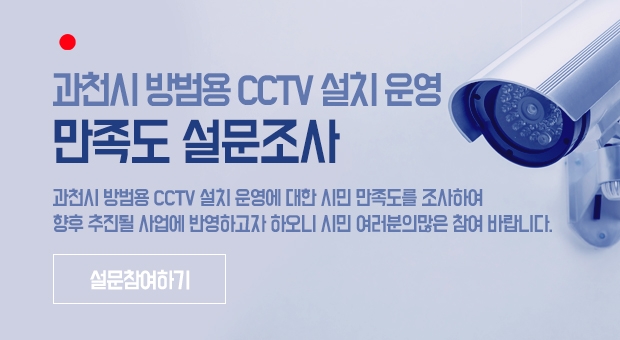 과천시 방범용 CCTV 설치 운영
만족도 설문조사
과천시 방범용 CCTV 설치 운영에 대한 시민 만족도를 조사하여
향후 추진될 사업에 반영하고자 하오니 시민 여러분의많은 참여 바랍니다.
설문참여하기